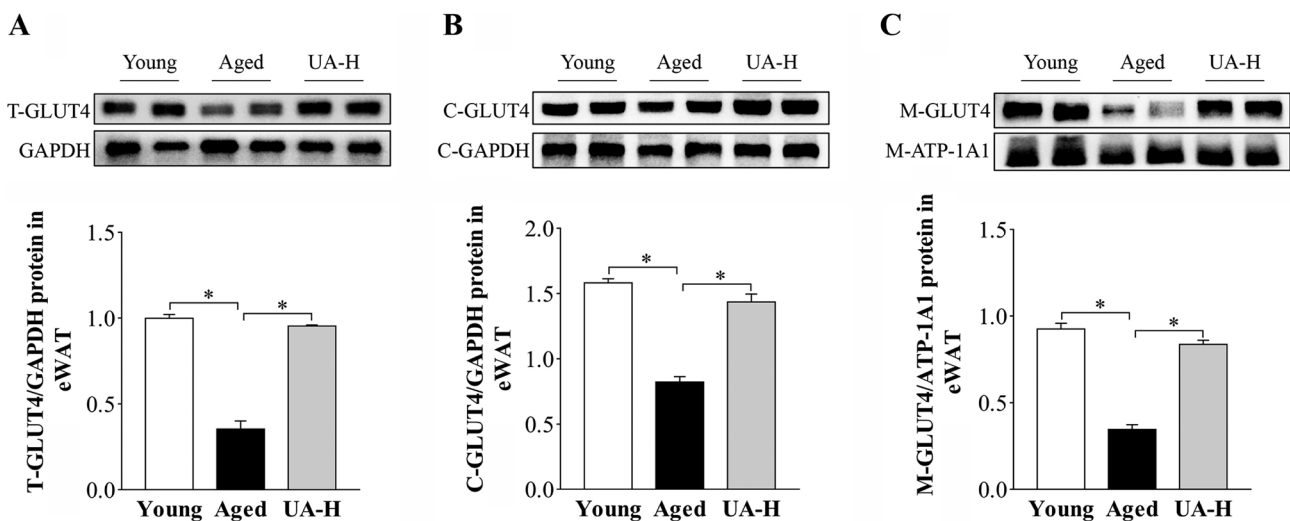 A
Young Aged UA-H
T-GLUT4
GAPDH
T-GLUT4/GAPDH protein in
eWAT
1.5
*
*
1.0
0.5
0.0
Young Aged UA-H
B
Young Aged UA-H
C-GLUT4
C-GAPDH
C-GLUT4/GAPDH protein in
eWAT
2.0
*
*
1.5
1.0
0.5
0.0
Young Aged UA-H
C
Young Aged UA-H
M-GLUT4
M-ATP-1A1
M-GLUT4/ATP-1A1 protein in
eWAT
1.5
*
*
1.0
0.5
0.0
Young Aged UA-H